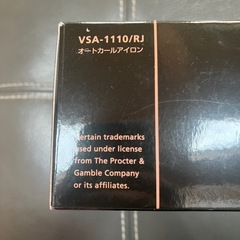 VSA-1110/RJ
オートカールアイロン
Certain trademarks
used under license
from The Procter &
Gamble Company
or its affiliates.